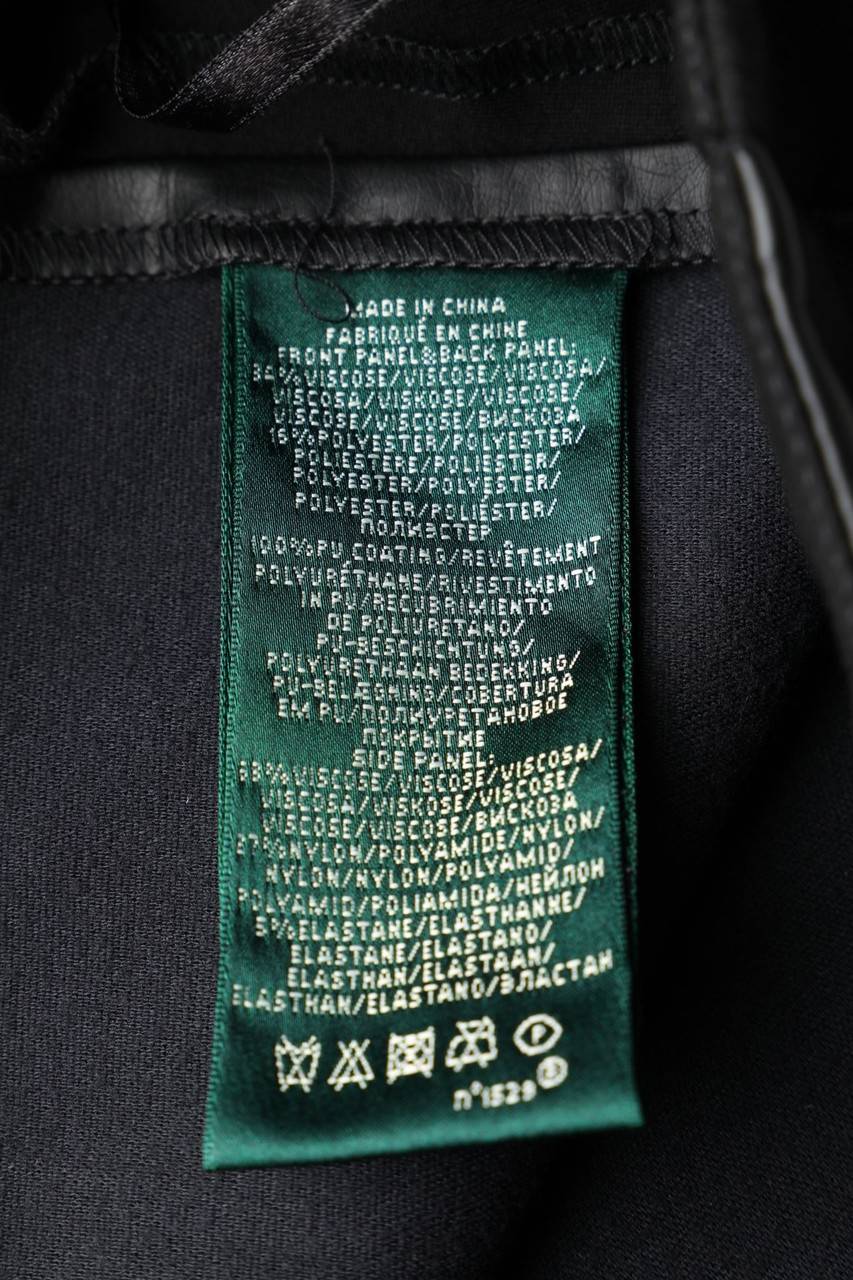 MADE IN CHINA
FABRIQUÉ EN CHINE
FRONT PANEL&BACK PANEL:
84%VISCOSE/VISCOSE/VISCOSA/
VISCOSA/VISKOSE/VISCOSE/
VISCOSE/VISCOSE/ВИСКОЗА
16%POLYESTER/POLYESTER/
POLIESTERE/POLIÉSTER/
POLYESTER/POLYESTER/
POLYESTER/POLIÉSTER/
ПОЛИЭСТЕР
100%PU COATING/REVÊTEMENT
POLYURÉTHANE/RIVESTIMENTO
IN PU/RECUBRIMIENTO
DE POLIURETANO/
PU-BESCHICHTUNG/
POLYURETHAAN BEDEKKING/
PU-BELÆGNING/COBERTURA
EM PU/ПОЛИУРЕТАНОВОЕ
ПОКРЫТИЕ
SIDE PANEL:
68%VISCOSE/VISCOSE/VISCOSA/
VISCOSA/VISKOSE/VISCOSE/
VISCOSE/VISCOSE/ВИСКОЗА
27%NYLON/POLYAMIDE/NYLON/
NYLON/NYLON/POLYAMID/
POLYAMID/POLIAMIDA/НЕЙЛОН
5%ELASTANE/ELASTHANNE/
ELASTANE/ELASTANO/
ELASTHAN/ELASTAAN/
ELASTHAN/ELASTANO/ЭЛАСТАН
P
n°1529